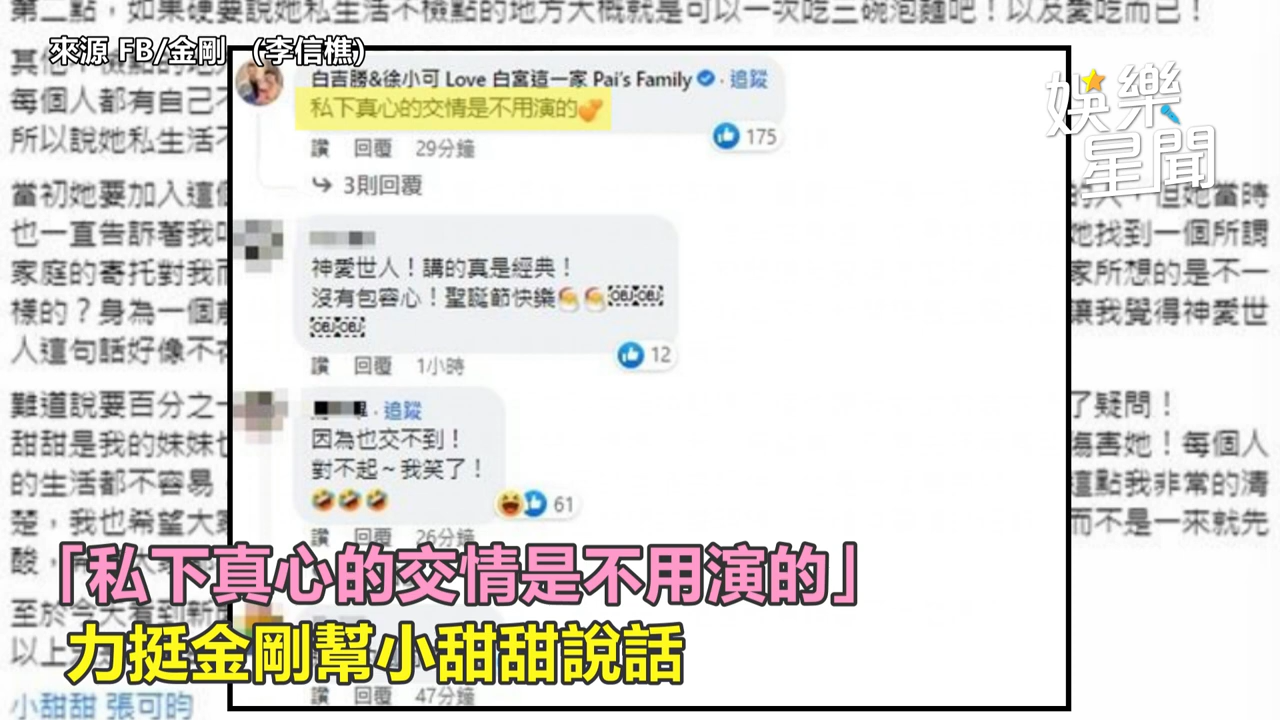 第二點，如果硬要說她私生活不檢點的地方大概就是可以一次吃三碗泡麵吧！以及愛吃而已！
來源 FB/金剛 （李信樵）
娛樂星聞
每個人都有自己不
所以說她私生活不
當初她要加入這個
的人，但她當時
也一直告訴著我
她找到一個所謂
家庭的寄托對我而
家所想的是不一
樣的？身為一個
讓我覺得神愛世
人這句話好像不
難道說要百分之
了疑問！
甜甜是我的妹妹也
傷害她！每個人
的生活都不容易
這點我非常的清
楚，我也希望大家
而不是一來就先
酸，
至於今天看到新
以上
小甜甜 張可昀
白吉勝&徐小可 Love 白宮這一家 Pai's Family · 追蹤
私下真心的交情是不用演的
175
讚 回覆 29分鐘
3則回覆
神愛世人！講的真是經典！
沒有包容心！聖誕節快樂
12
讚 回覆 1小時
· 追蹤
因為也交不到！
對不起～我笑了！
61
讚 回覆 26分鐘
「私下真心的交情是不用演的」
力挺金剛幫小甜甜說話
讚 回覆 47分鐘